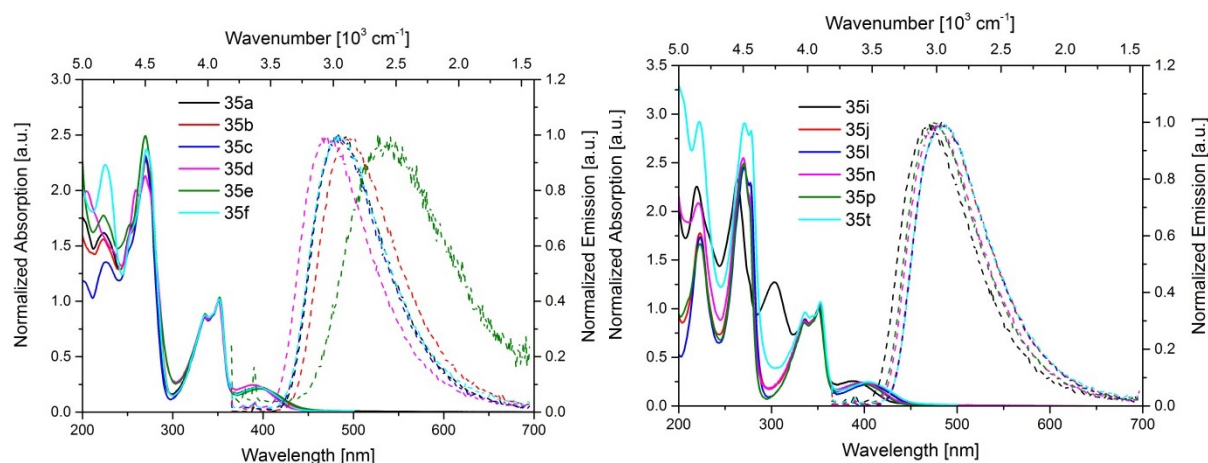 Wavenumber [10³ cm⁻¹]
5.0 4.5 4.0 3.5 3.0 2.5 2.0 1.5
3.0
2.5
2.0
1.5
1.0
0.5
0.0
Normalized Absorption [a.u.]
35a
35b
35c
35d
35e
35f
1.2
1.0
0.8
0.6
0.4
0.2
0.0
Normalized Emission [a.u.]
200 300 400 500 600 700
Wavelength [nm]
Wavenumber [10³ cm⁻¹]
5.0 4.5 4.0 3.5 3.0 2.5 2.0 1.5
3.5
3.0
2.5
2.0
1.5
1.0
0.5
0.0
Normalized Absorption [a.u.]
35i
35j
35l
35n
35p
35t
1.2
1.0
0.8
0.6
0.4
0.2
0.0
Normalized Emission [a.u.]
200 300 400 500 600 700
Wavelength [nm]